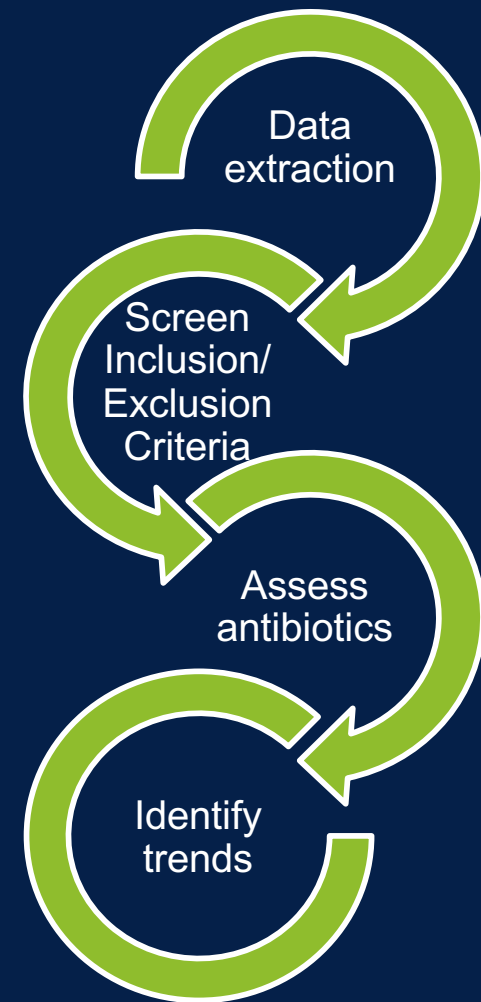 Data
extraction
Screen
Inclusion/
Exclusion
Criteria
Assess
antibiotics
Identify
trends